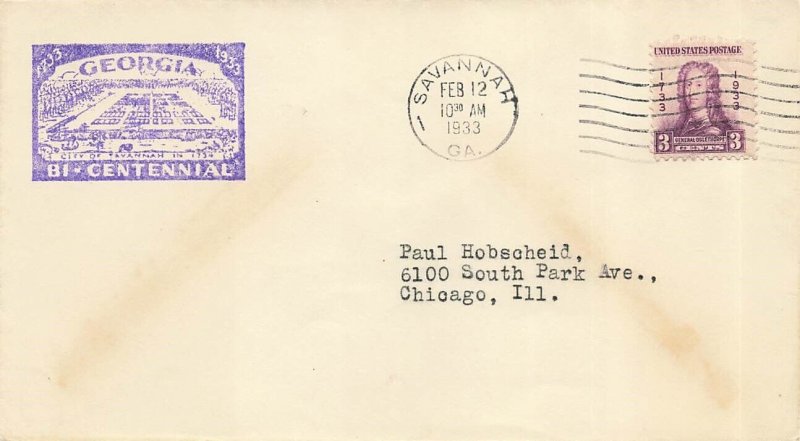 1733 1933
GEORGIA
CITY OF SAVANNAH IN 1734
BI-CENTENNIAL
SAVANNAH
FEB 12
10 30 AM
1933
GA.
UNITED STATES POSTAGE
1733 1933
3 GENERAL OGLETHORPE 3
Paul Hobscheid,
6100 South Park Ave.,
Chicago, Ill.